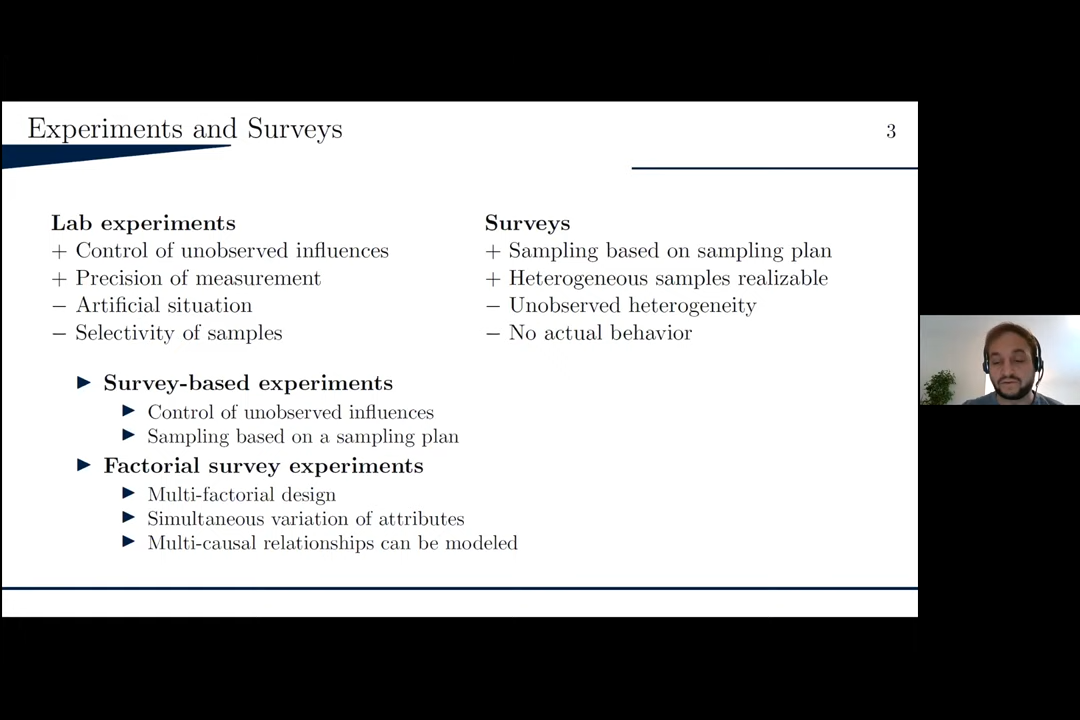 Experiments and Surveys
3
Lab experiments
+ Control of unobserved influences
+ Precision of measurement
− Artificial situation
− Selectivity of samples
Surveys
+ Sampling based on sampling plan
+ Heterogeneous samples realizable
− Unobserved heterogeneity
− No actual behavior
▶ Survey-based experiments
▶ Control of unobserved influences
▶ Sampling based on a sampling plan
▶ Factorial survey experiments
▶ Multi-factorial design
▶ Simultaneous variation of attributes
▶ Multi-causal relationships can be modeled